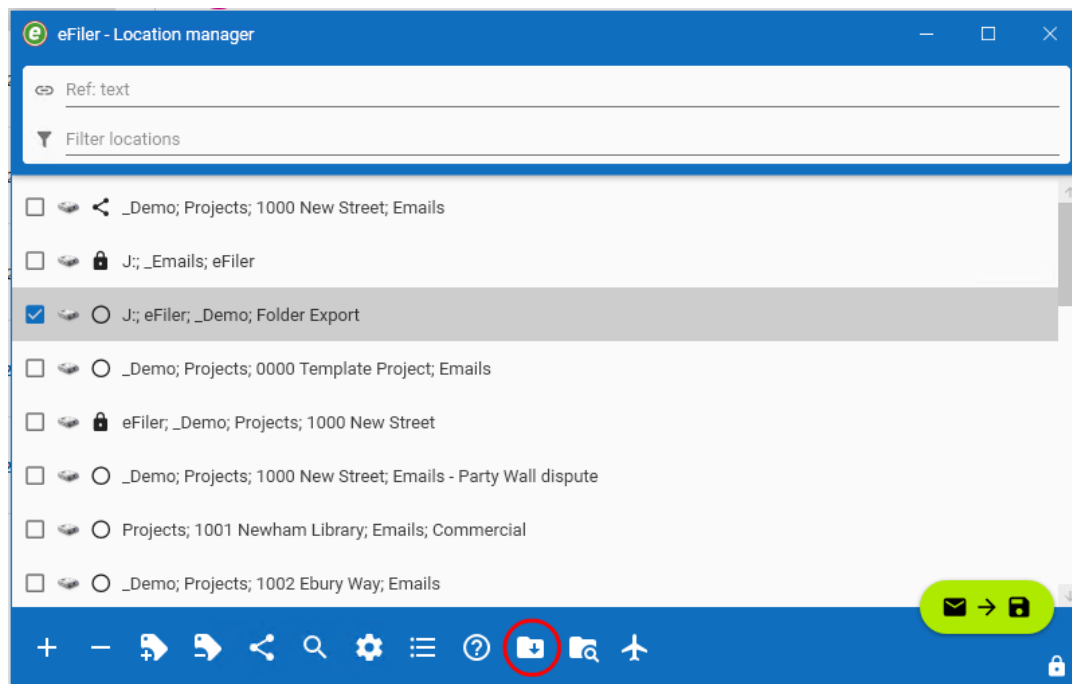 eFiler - Location manager
Ref: text
Filter locations
_Demo; Projects; 1000 New Street; Emails
J:; _Emails; eFiler
J:; eFiler; _Demo; Folder Export
_Demo; Projects; 0000 Template Project; Emails
eFiler; _Demo; Projects; 1000 New Street
_Demo; Projects; 1000 New Street; Emails - Party Wall dispute
Projects; 1001 Newham Library; Emails; Commercial
_Demo; Projects; 1002 Ebury Way; Emails